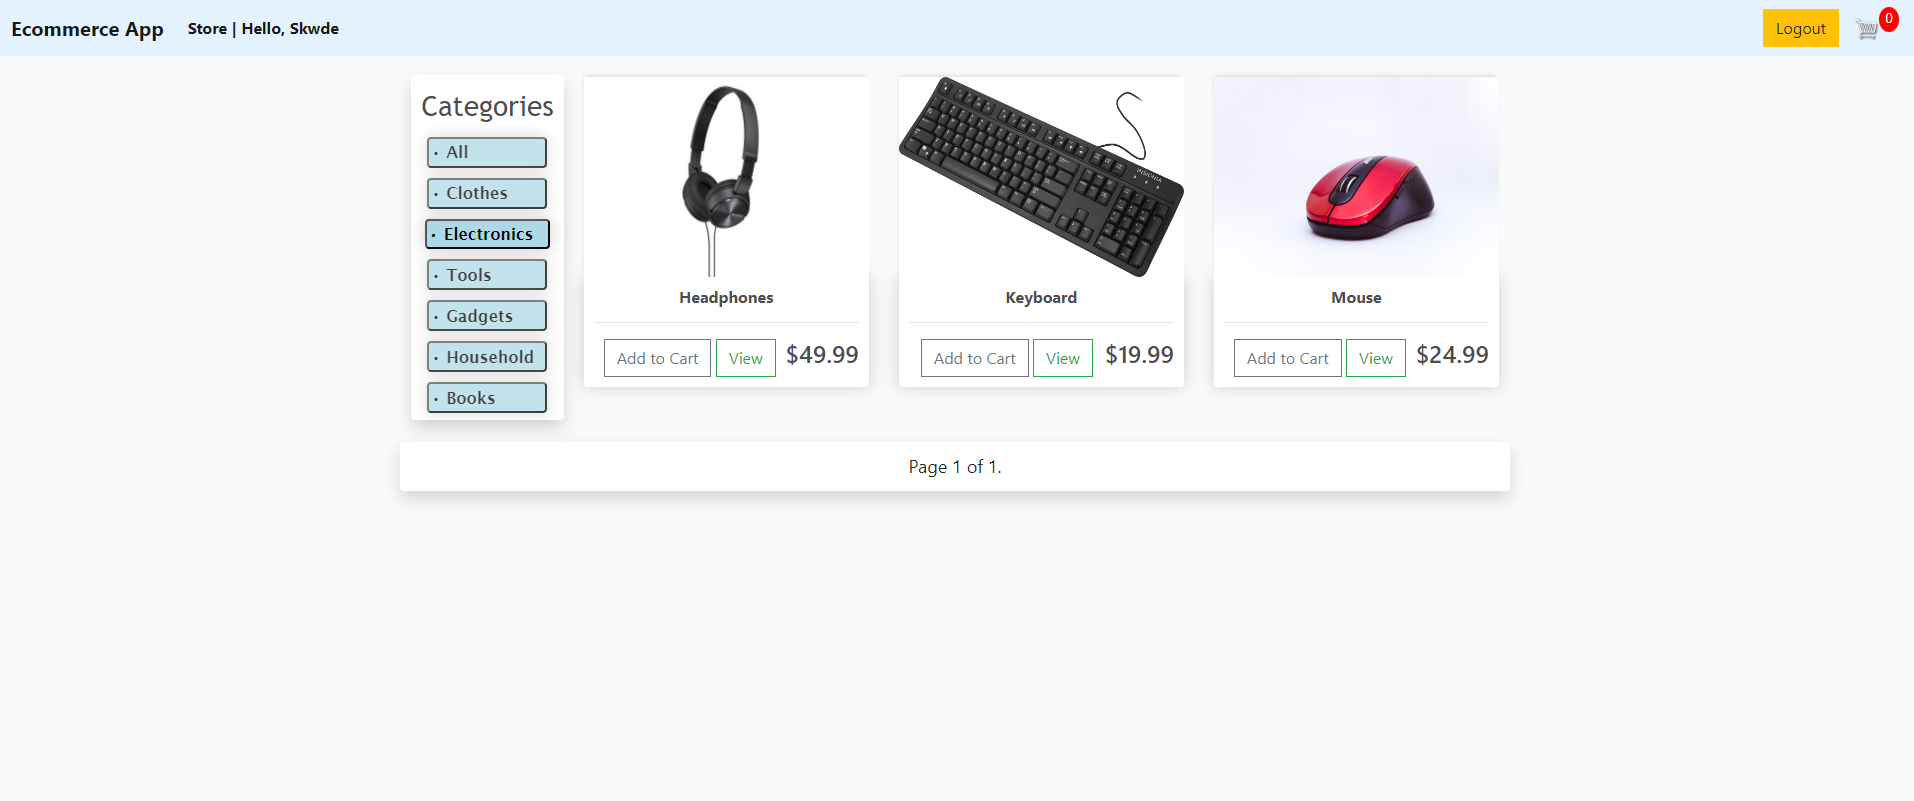 Ecommerce App
Store | Hello, Skwde
Logout
0
Categories
· All
· Clothes
· Electronics
· Tools
· Gadgets
· Household
· Books
Headphones
Add to Cart View $49.99
INSIGNIA
Keyboard
Add to Cart View $19.99
Mouse
Add to Cart View $24.99
Page 1 of 1.